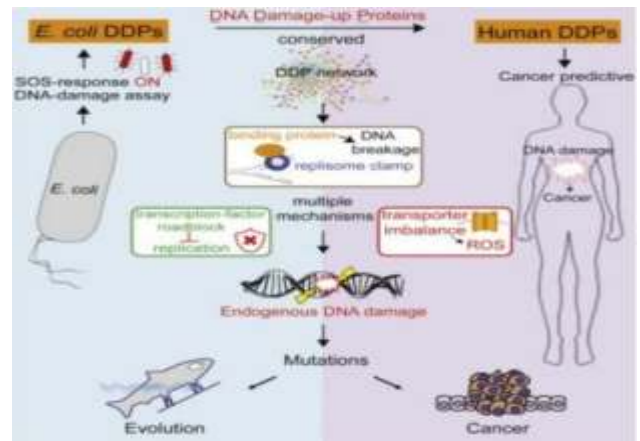 DNA Damage-up Proteins
E. coli DDPs
Human DDPs
conserved
DDP network
SOS-response ON
DNA-damage assay
Cancer predictive
binding protein
DNA
breakage
replisome clamp
DNA damage
Cancer
E. coli
multiple
mechanisms
transcription-factor
roadblock
replication
transporter
imbalance
ROS
Endogenous DNA damage
Mutations
Evolution
Cancer